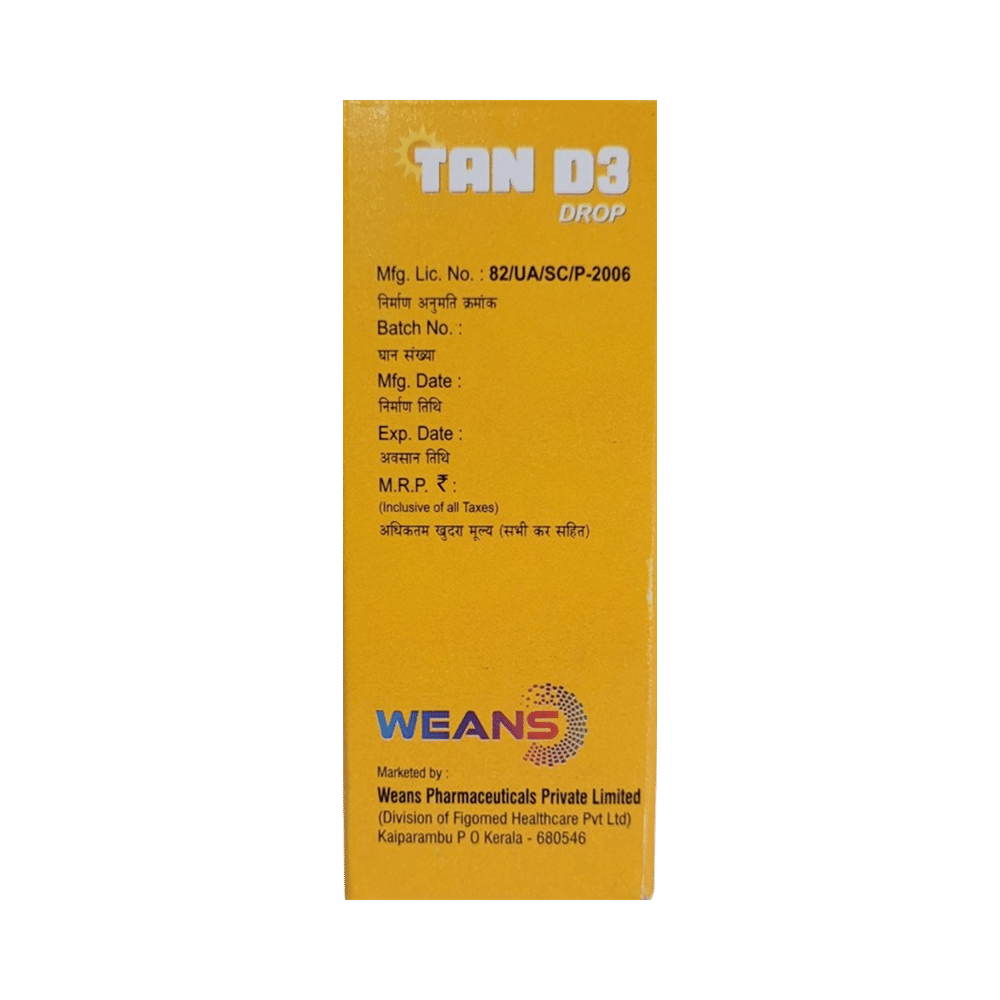 TAN D3
DROP
Mfg. Lic. No. : 82/UA/SC/P-2006
निर्माण अनुमति क्रमांक
Batch No. :
घान संख्या
Mfg. Date :
निर्माण तिथि
Exp. Date :
अवसान तिथि
M.R.P. ₹ :
(Inclusive of all Taxes)
अधिकतम खुदरा मूल्य (सभी कर सहित)
WEANS
Marketed by :
Weans Pharmaceuticals Private Limited
(Division of Figomed Healthcare Pvt Ltd)
Kaiparambu P O Kerala - 680546